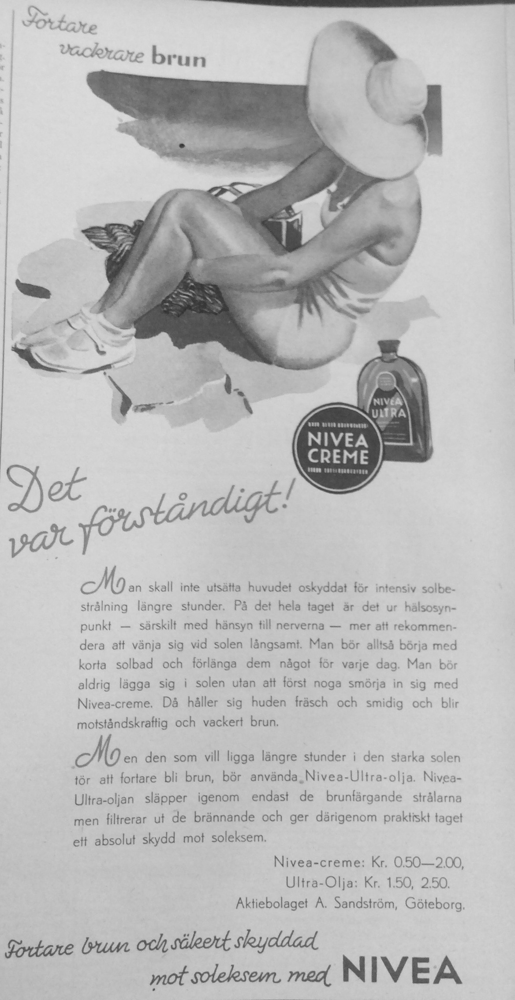 Fortare
vackrare brun
NIVEA
ULTRA
NIVEA
CREME
Det
var förståndigt!
Man skall inte utsätta huvudet oskyddat för intensiv solbe-
strålning längre stunder. På det hela taget är det ur hälsosyn-
punkt — särskilt med hänsyn till nerverna — mer att rekommen-
dera att vänja sig vid solen långsamt. Man bör alltså börja med
korta solbad och förlänga dem något för varje dag. Man bör
aldrig lägga sig i solen utan att först noga smörja in sig med
Nivea-creme. Då håller sig huden fräsch och smidig och blir
motståndskraftig och vackert brun.
Men den som vill ligga längre stunder i den starka solen
för att fortare bli brun, bör använda Nivea-Ultra-olja. Nivea-
Ultra-oljan släpper igenom endast de brunfärgande strålarna
men filtrerar ut de brännande och ger därigenom praktiskt taget
ett absolut skydd mot soleksem.
Nivea-creme: Kr. 0.50—2.00,
Ultra-Olja: Kr. 1.50, 2.50.
Aktiebolaget A. Sandström, Göteborg.
Fortare brun och säkert skyddad
mot soleksem med NIVEA